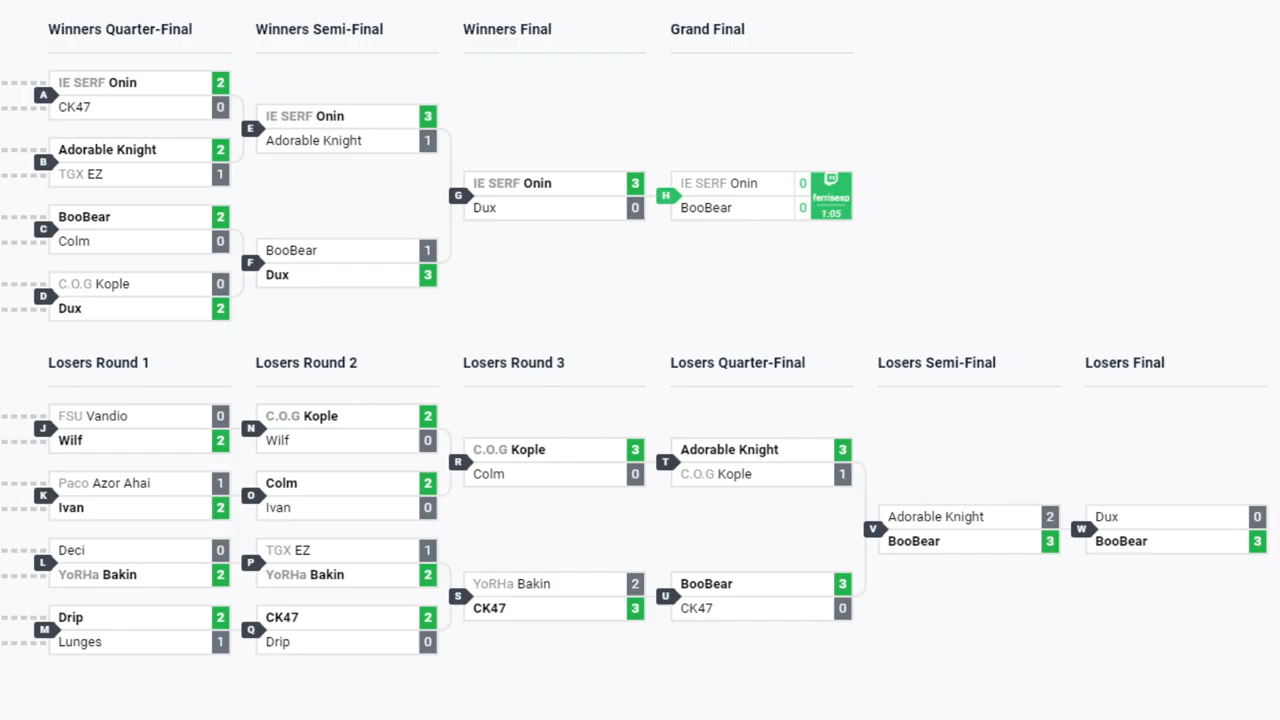 Winners Quarter-Final
Winners Semi-Final
Winners Final
Grand Final
A
IE SERF Onin 2
CK47 0
B
Adorable Knight 2
TGX EZ 1
C
BooBear 2
Colm 0
D
C.O.G Kople 0
Dux 2
E
IE SERF Onin 3
Adorable Knight 1
F
BooBear 1
Dux 3
G
IE SERF Onin 3
Dux 0
H
IE SERF Onin 0
BooBear 0
ferrisesp
1:05
Losers Round 1
Losers Round 2
Losers Round 3
Losers Quarter-Final
Losers Semi-Final
Losers Final
J
FSU Vandio 0
Wilf 2
K
Paco Azor Ahai 1
Ivan 2
L
Deci 0
YoRHa Bakin 2
M
Drip 2
Lunges 1
N
C.O.G Kople 2
Wilf 0
O
Colm 2
Ivan 0
P
TGX EZ 1
YoRHa Bakin 2
Q
CK47 2
Drip 0
R
C.O.G Kople 3
Colm 0
S
YoRHa Bakin 2
CK47 3
T
Adorable Knight 3
C.O.G Kople 1
U
BooBear 3
CK47 0
V
Adorable Knight 2
BooBear 3
W
Dux 0
BooBear 3